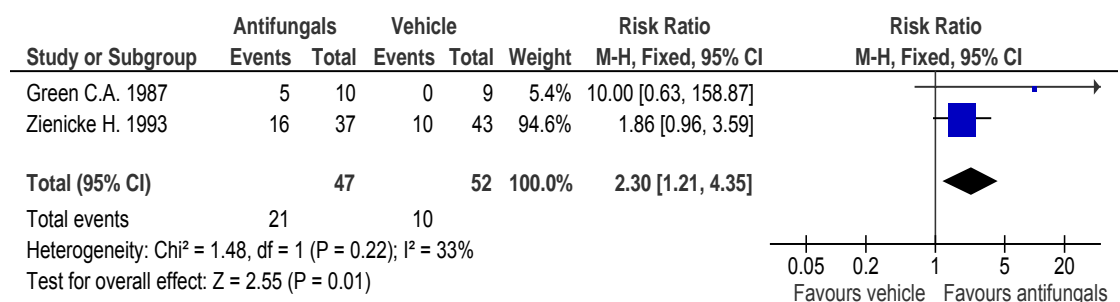 Antifungals Vehicle Risk Ratio Risk Ratio
Study or Subgroup Events Total Events Total Weight M-H, Fixed, 95% CI M-H, Fixed, 95% CI
Green C.A. 1987 5 10 0 9 5.4% 10.00 [0.63, 158.87]
Zienicke H. 1993 16 37 10 43 94.6% 1.86 [0.96, 3.59]
Total (95% CI) 47 52 100.0% 2.30 [1.21, 4.35]
Total events 21 10
Heterogeneity: Chi² = 1.48, df = 1 (P = 0.22); I² = 33%
Test for overall effect: Z = 2.55 (P = 0.01)
0.05 0.2 1 5 20
Favours vehicle Favours antifungals